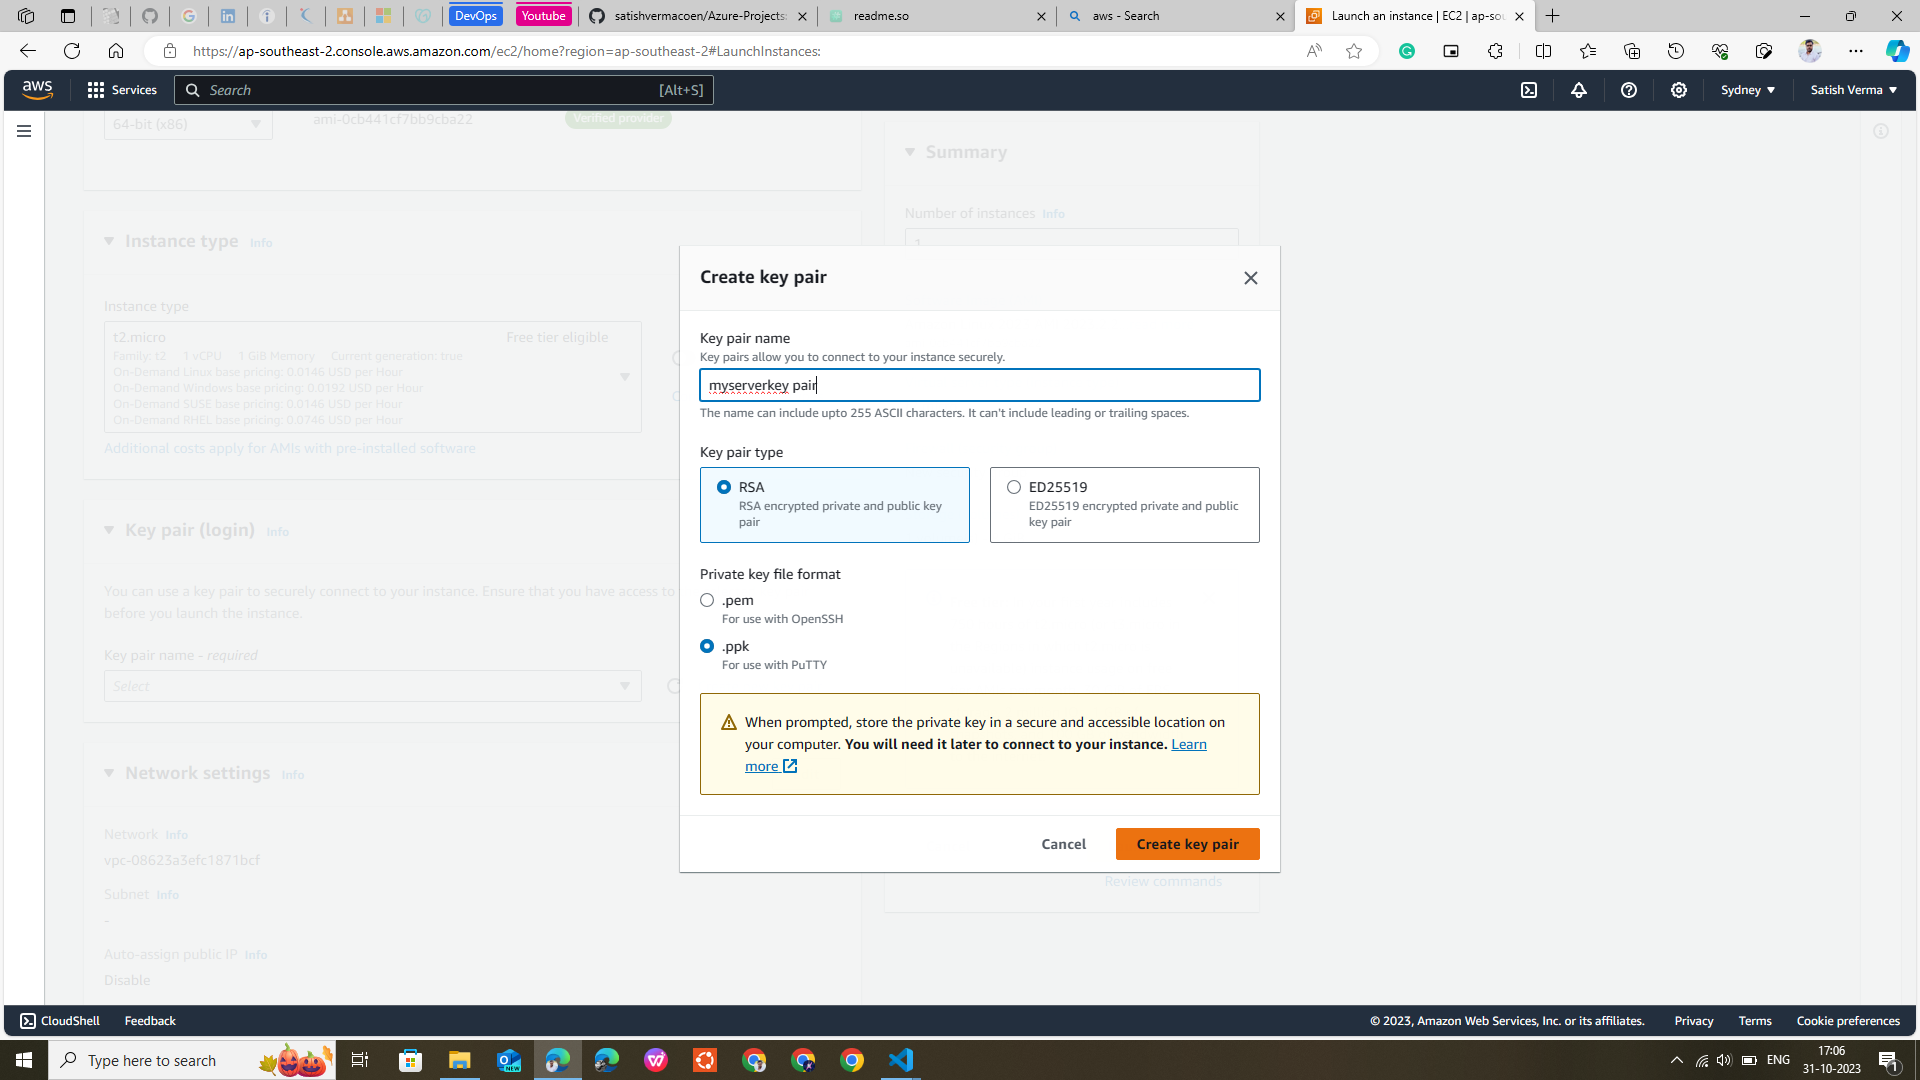 DevOps
Youtube
satishvermacoen/Azure-Projects:
readme.so
aws - Search
Launch an instance | EC2 | ap-sou
https://ap-southeast-2.console.aws.amazon.com/ec2/home?region=ap-southeast-2#LaunchInstances:
aws
Services
Search
[Alt+S]
Sydney
Satish Verma
64-bit (x86)
ami-0cb441cf7bb9cba22
Verified provider
Summary
Number of instances Info
1
Instance type Info
Instance type
t2.micro
Free tier eligible
Family: t2 1 vCPU 1 GiB Memory Current generation: true
On-Demand Linux base pricing: 0.0146 USD per Hour
On-Demand Windows base pricing: 0.0192 USD per Hour
On-Demand SUSE base pricing: 0.0146 USD per Hour
On-Demand RHEL base pricing: 0.0746 USD per Hour
Additional costs apply for AMIs with pre-installed software
Key pair (login) Info
You can use a key pair to securely connect to your instance. Ensure that you have access to
before you launch the instance.
Key pair name - required
Select
Network settings Info
Network Info
vpc-08623a3efc1871bcf
Subnet Info
-
Auto-assign public IP Info
Disable
Create key pair
Key pair name
Key pairs allow you to connect to your instance securely.
myserverkey pair
The name can include upto 255 ASCII characters. It can't include leading or trailing spaces.
Key pair type
RSA
RSA encrypted private and public key
pair
ED25519
ED25519 encrypted private and public
key pair
Private key file format
.pem
For use with OpenSSH
.ppk
For use with PuTTY
When prompted, store the private key in a secure and accessible location on
your computer. You will need it later to connect to your instance. Learn
more
Cancel
Create key pair
Review commands
CloudShell
Feedback
© 2023, Amazon Web Services, Inc. or its affiliates.
Privacy
Terms
Cookie preferences
Type here to search
NEW
ENG
17:06
31-10-2023
1